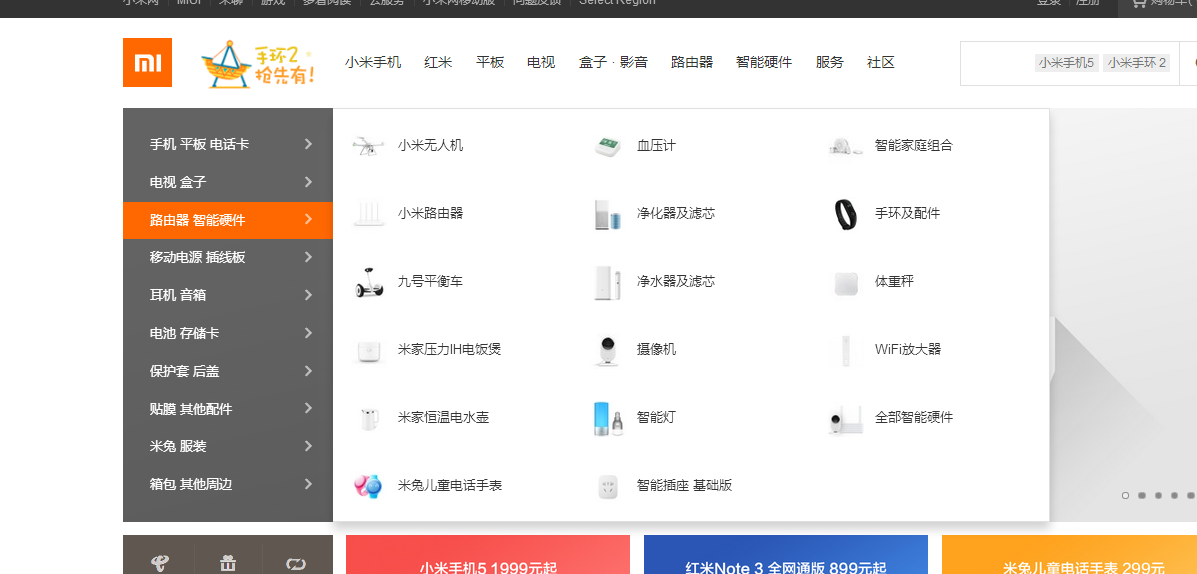 小米网 MIUI 米聊 游戏 多看阅读 云服务 小米网移动版 问题反馈 Select Region 登录 注册 购物车(
mi 手环2 抢先有! 小米手机 红米 平板 电视 盒子 · 影音 路由器 智能硬件 服务 社区 小米手机5 小米手环 2
手机 平板 电话卡
电视 盒子
路由器 智能硬件
移动电源 插线板
耳机 音箱
电池 存储卡
保护套 后盖
贴膜 其他配件
米兔 服装
箱包 其他周边
小米无人机 血压计 智能家庭组合
小米路由器 净化器及滤芯 手环及配件
九号平衡车 净水器及滤芯 体重秤
米家压力IH电饭煲 摄像机 WiFi放大器
米家恒温电水壶 智能灯 全部智能硬件
米兔儿童电话手表 智能插座 基础版
小米手机5 1999元起 红米Note 3 全网通版 899元起 米兔儿童电话手表 299元